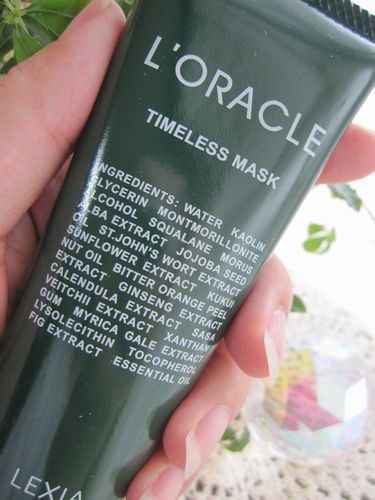 L'ORACLE
TIMELESS MASK
INGREDIENTS: WATER KAOLIN
GLYCERIN MONTMORILLONITE
ALCOHOL SQUALANE MORUS
ALBA EXTRACT JOJOBA SEED
OIL ST.JOHN'S WORT EXTRACT
SUNFLOWER EXTRACT KUKUI
NUT OIL BITTER ORANGE PEEL
EXTRACT GINSENG EXTRACT
CALENDULA EXTRACT SASA
VEITCHII EXTRACT XANTHAN
GUM MYRICA GALE EXTRACT
LYSOLECITHIN TOCOPHEROL
FIG EXTRACT ESSENTIAL OIL